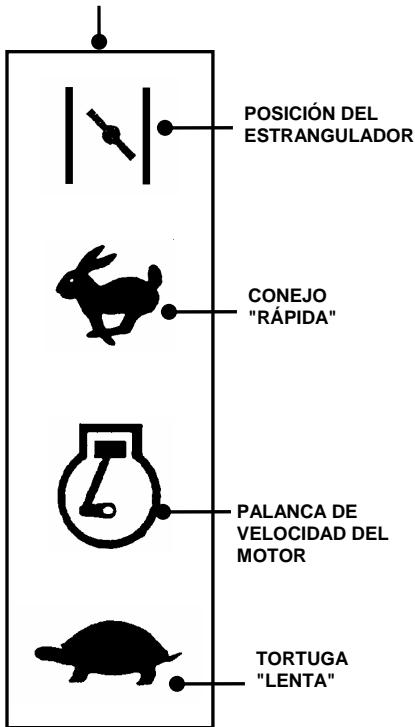 POSICIÓN DEL
ESTRANGULADOR
CONEJO
"RÁPIDA"
PALANCA DE
VELOCIDAD DEL
MOTOR
TORTUGA
"LENTA"